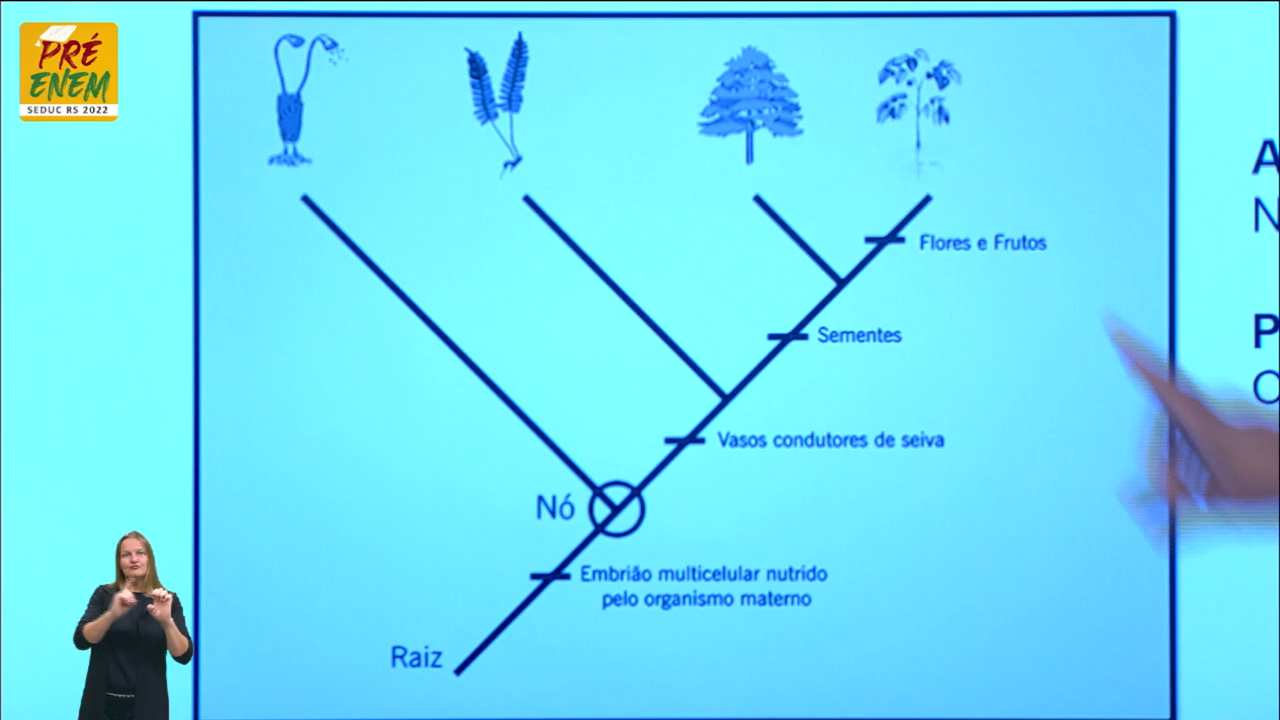 PRÉ
ENEM
SEDUC RS 2022
Flores e Frutos
Sementes
Vasos condutores de seiva
Nó
Embrião multicelular nutrido
pelo organismo materno
Raiz
A
N
P